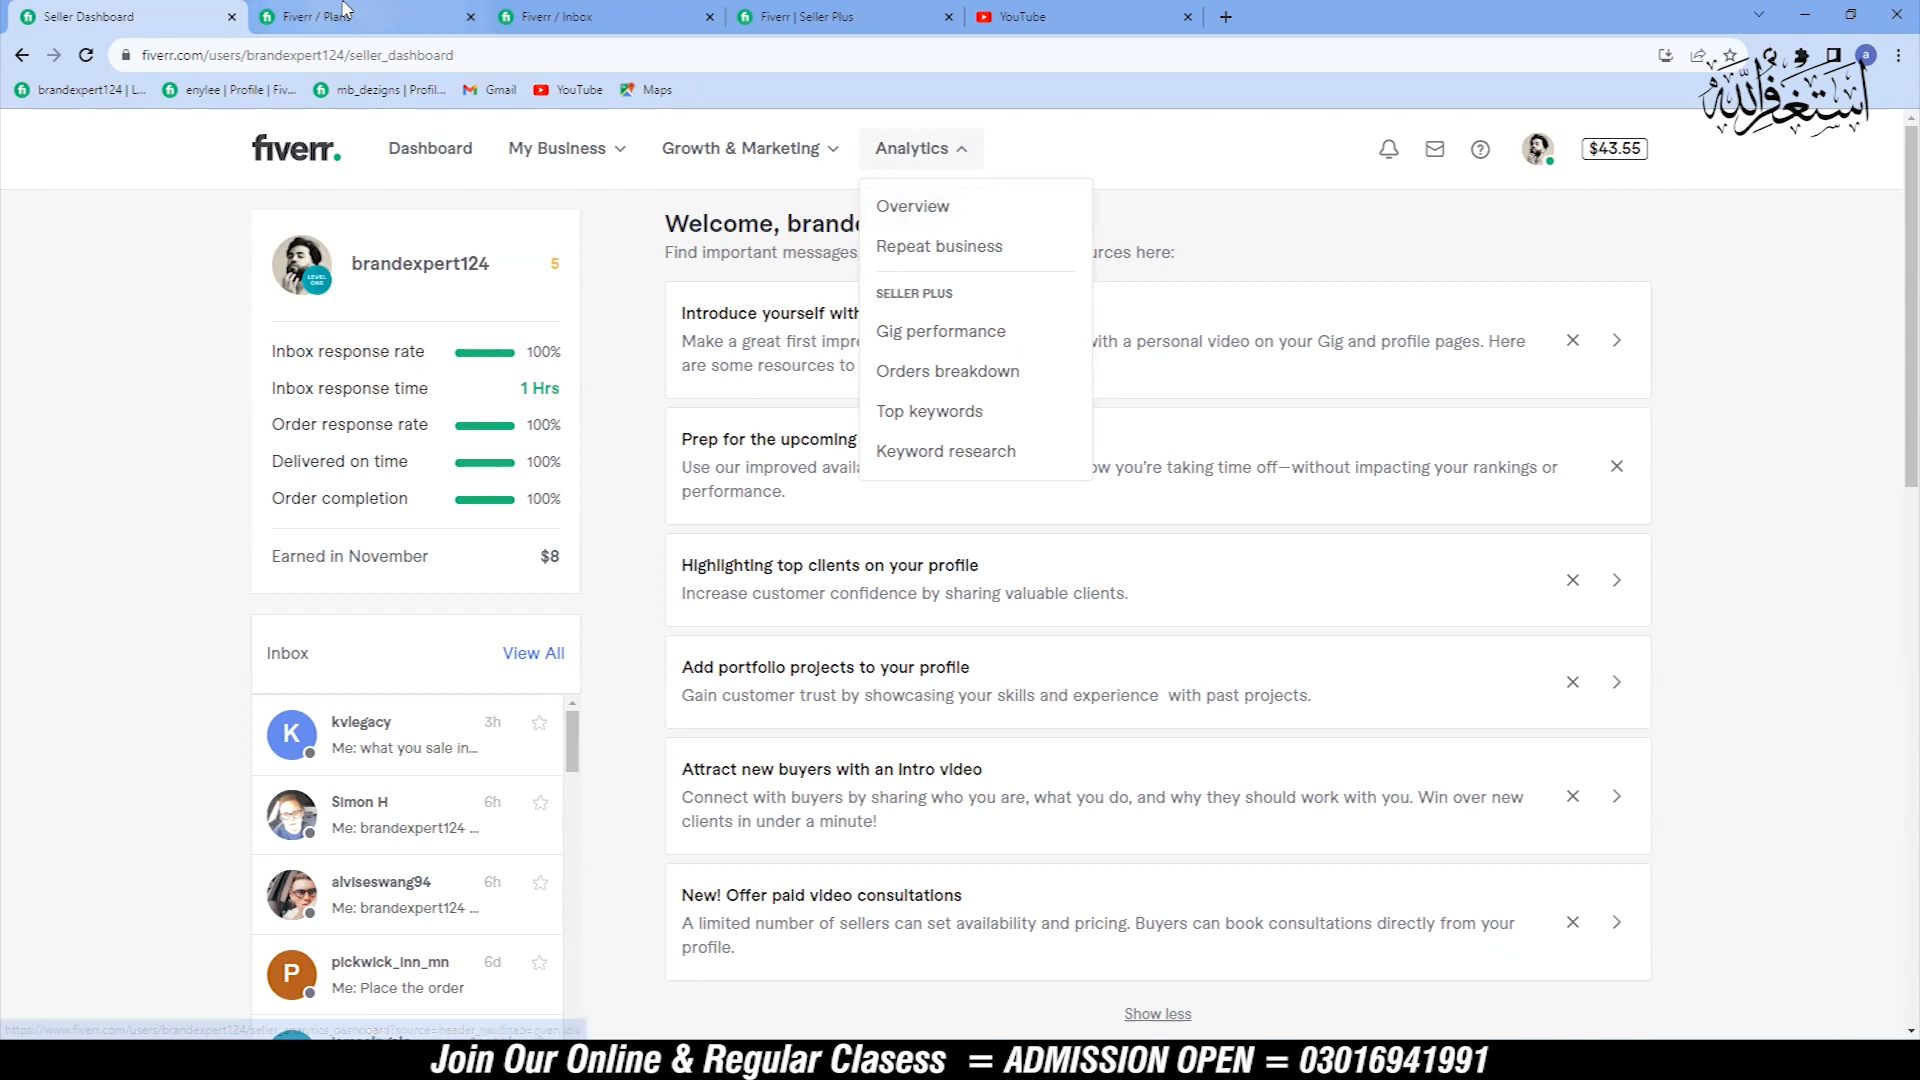 Seller Dashboard
Fiverr / Plans
Fiverr / Inbox
Fiverr | Seller Plus
YouTube
fiverr.com/users/brandexpert124/seller_dashboard
a
brandexpert124 | L...
enylee | Profile | Fiv...
mb_dezigns | Profil...
Gmail
YouTube
Maps
أستغفر الله
fiverr.
Dashboard
My Business
Growth & Marketing
Analytics
$43.55
Overview
Repeat business
SELLER PLUS
Gig performance
Orders breakdown
Top keywords
Keyword research
LEVEL
ONE
brandexpert124
5
Inbox response rate 100%
Inbox response time 1 Hrs
Order response rate 100%
Delivered on time 100%
Order completion 100%
Earned in November $8
Inbox View All
K
kvlegacy 3h
Me: what you sale in...
Simon H 6h
Me: brandexpert124 ...
alviseswang94 6h
Me: brandexpert124 ...
P
pickwick_inn_mn 6d
Me: Place the order
Welcome, brande
Find important messages urces here:
Introduce yourself with
Make a great first impre with a personal video on your Gig and profile pages. Here
are some resources to
Prep for the upcoming
Use our improved availa ow you're taking time off—without impacting your rankings or
performance.
Highlighting top clients on your profile
Increase customer confidence by sharing valuable clients.
Add portfolio projects to your profile
Gain customer trust by showcasing your skills and experience with past projects.
Attract new buyers with an intro video
Connect with buyers by sharing who you are, what you do, and why they should work with you. Win over new
clients in under a minute!
New! Offer paid video consultations
A limited number of sellers can set availability and pricing. Buyers can book consultations directly from your
profile.
Show less
Join Our Online & Regular Clasess = ADMISSION OPEN = 03016941991